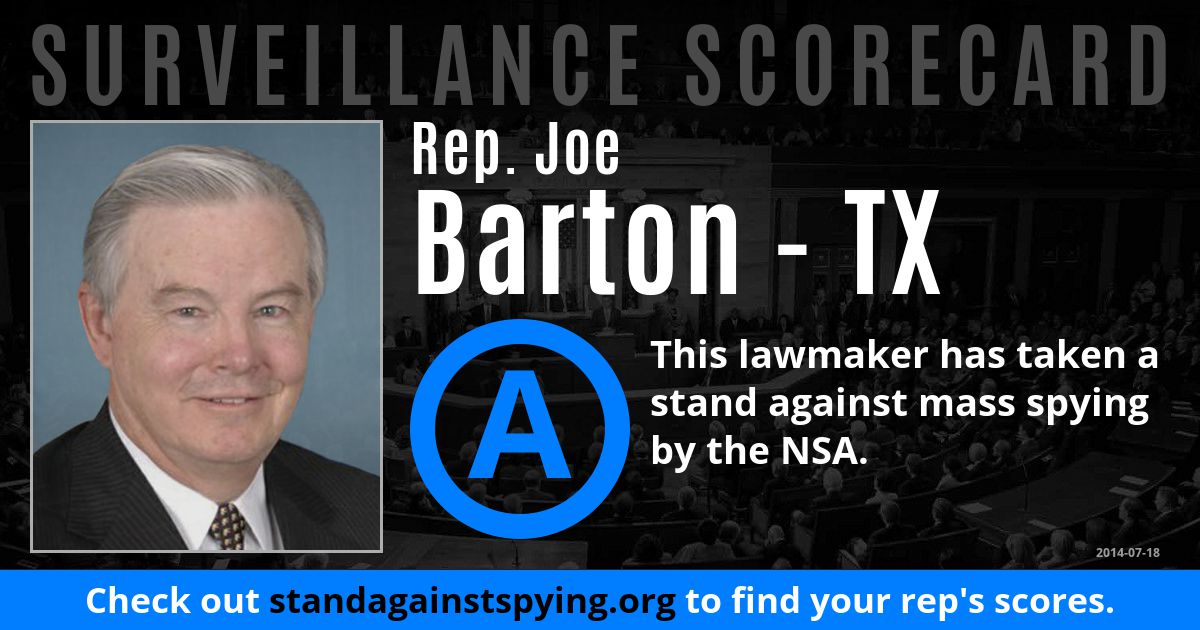 SURVEILLANCE SCORECARD
Rep. Joe
Barton - TX
A
This lawmaker has taken a
stand against mass spying
by the NSA.
2014-07-18
Check out standagainstspying.org to find your rep's scores.